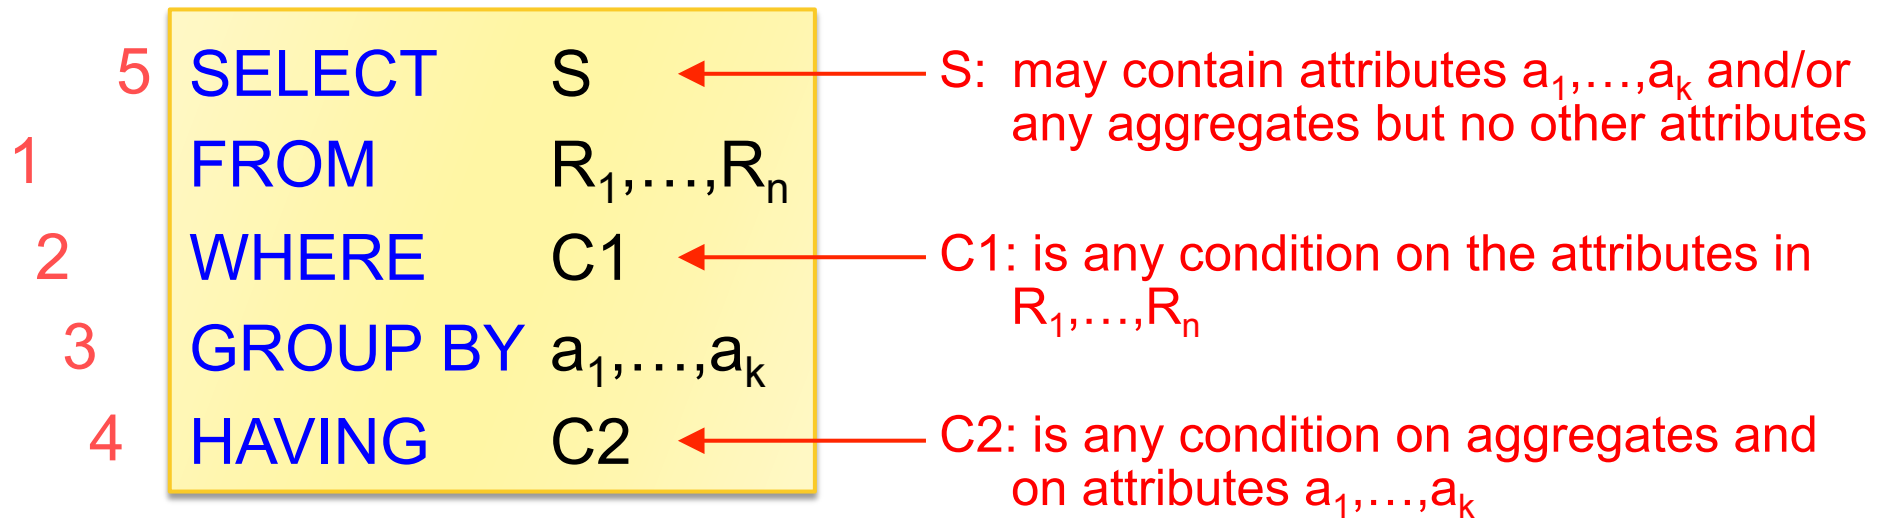 5 SELECT S
1 FROM R₁,…,Rₙ
2 WHERE C1
3 GROUP BY a₁,…,aₖ
4 HAVING C2
S: may contain attributes a₁,…,aₖ and/or
any aggregates but no other attributes
C1: is any condition on the attributes in
R₁,…,Rₙ
C2: is any condition on aggregates and
on attributes a₁,…,aₖ